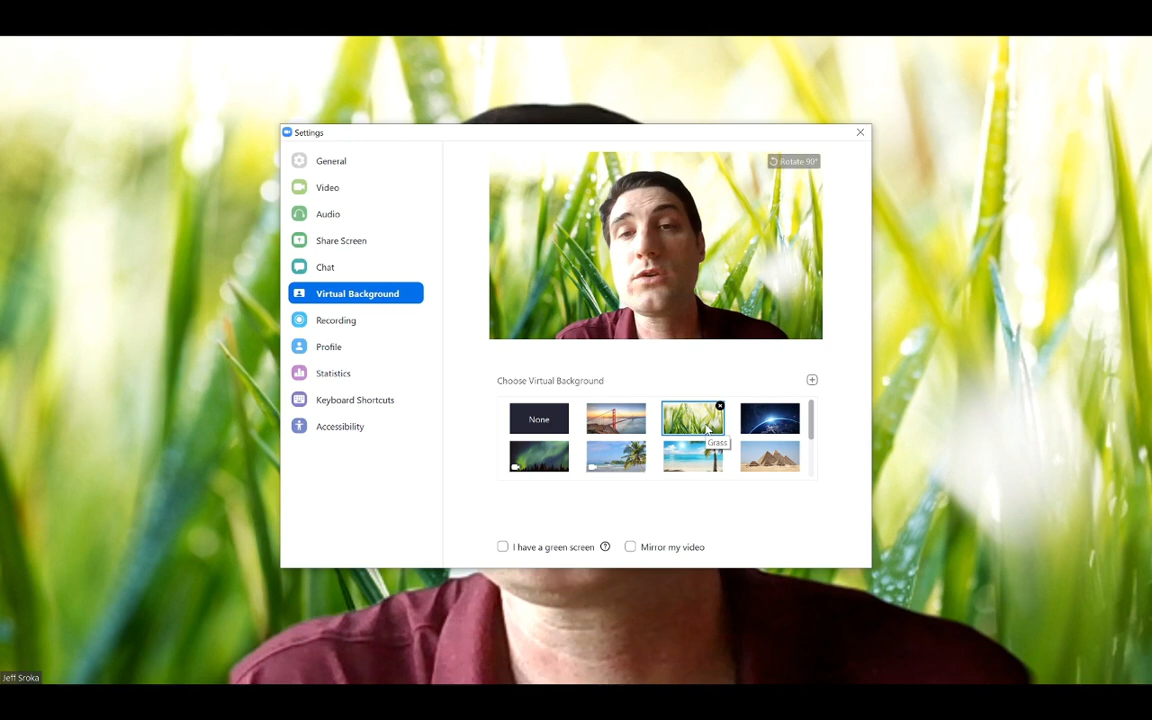 Settings
Rotate 90°
General
Video
Audio
Share Screen
Chat
Virtual Background
Recording
Profile
Statistics
Keyboard Shortcuts
Accessibility
Choose Virtual Background
None
Grass
I have a green screen
Mirror my video
Jeff Sroka